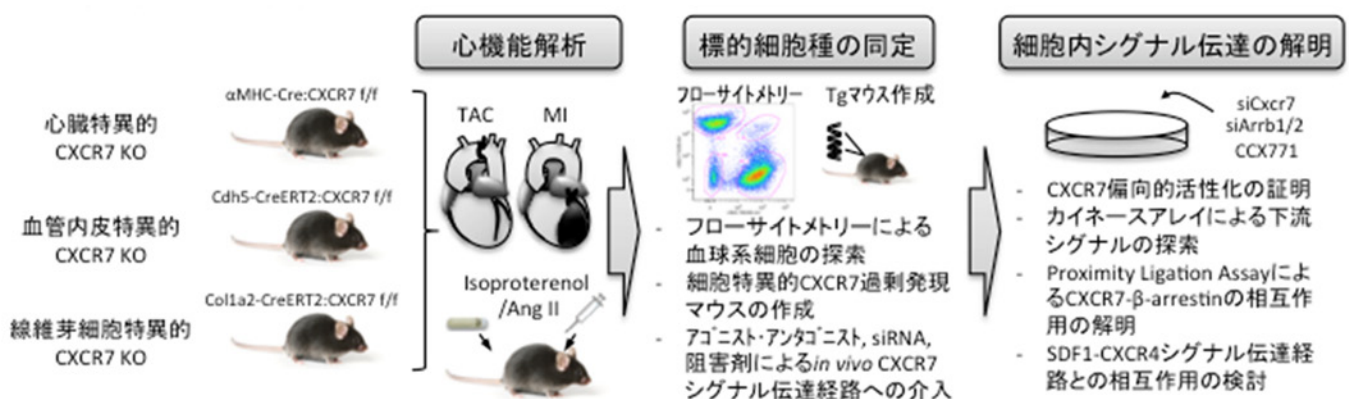 心機能解析
標的細胞種の同定
細胞内シグナル伝達の解明
心臓特異的
CXCR7 KO
αMHC-Cre:CXCR7 f/f
血管内皮特異的
CXCR7 KO
Cdh5-CreERT2:CXCR7 f/f
線維芽細胞特異的
CXCR7 KO
Col1a2-CreERT2:CXCR7 f/f
TAC
MI
Isoproterenol
/Ang II
フローサイトメトリー
Tgマウス作成
- フローサイトメトリーによる
血球系細胞の探索
- 細胞特異的CXCR7過剰発現
マウスの作成
- アゴニスト・アンタゴニスト, siRNA,
阻害剤によるin vivo CXCR7
シグナル伝達経路への介入
siCxcr7
siArrb1/2
CCX771
- CXCR7偏向的活性化の証明
- カイネースアレイによる下流
シグナルの探索
- Proximity Ligation Assayによ
るCXCR7-β-arrestinの相互作
用の解明
- SDF1-CXCR4シグナル伝達経
路との相互作用の検討